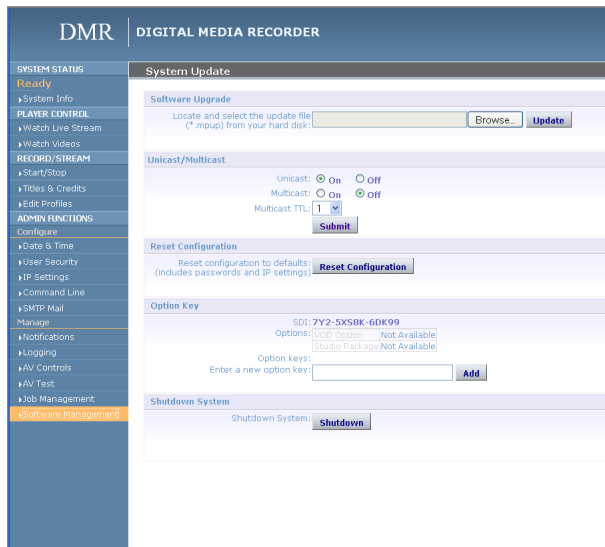 DMR
DIGITAL MEDIA RECORDER
SYSTEM STATUS
Ready
System Info
PLAYER CONTROL
Watch Live Stream
Watch Videos
RECORD/STREAM
Start/Stop
Titles & Credits
Edit Profiles
ADMIN FUNCTIONS
Configure
Date & Time
User Security
IP Settings
Command Line
SMTP Mail
Manage
Notifications
Logging
AV Controls
AV Test
Job Management
Software Management
System Update
Software Upgrade
Locate and select the update file
(*.mpup) from your hard disk:
Browse...
Update
Unicast/Multicast
Unicast: On Off
Multicast: On Off
Multicast TTL: 1
Submit
Reset Configuration
Reset configuration to defaults:
(includes passwords and IP settings)
Reset Configuration
Option Key
SDI: 7Y2-5XS8K-6DK99
Options: VOD Option Not Available
Studio Package Not Available
Option keys:
Enter a new option key:
Add
Shutdown System
Shutdown System: Shutdown